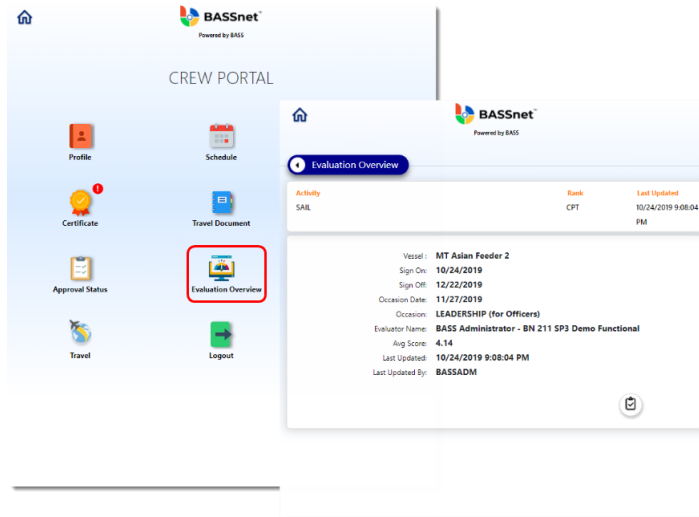 BASSnet™
Powered by BASS
CREW PORTAL
Profile
Schedule
Certificate
Travel Document
Approval Status
Evaluation Overview
Travel
Logout
BASSnet™
Powered by BASS
Evaluation Overview
Activity Rank Last Updated
SAIL CPT 10/24/2019 9:08:04
PM
Vessel : MT Asian Feeder 2
Sign On: 10/24/2019
Sign Off: 12/22/2019
Occasion Date: 11/27/2019
Occasion: LEADERSHIP (for Officers)
Evaluator Name: BASS Administrator - BN 211 SP3 Demo Functional
Avg Score: 4.14
Last Updated: 10/24/2019 9:08:04 PM
Last Updated By: BASSADM